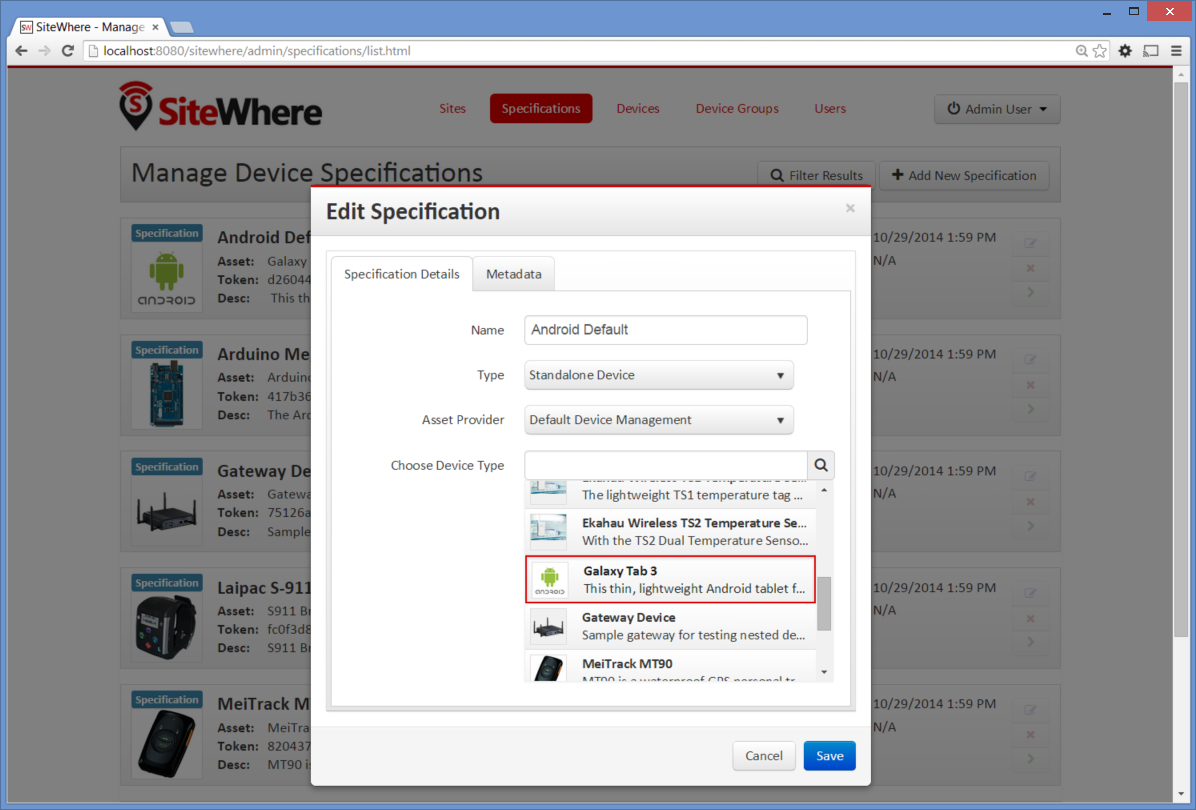 SiteWhere - Manage
localhost:8080/sitewhere/admin/specifications/list.html
SiteWhere
Sites
Specifications
Devices
Device Groups
Users
Admin User
Manage Device Specifications
Filter Results
Add New Specification
Specification
Android Def
Asset: Galaxy
Token: d26044
Desc: This th
android
10/29/2014 1:59 PM
N/A
Specification
Arduino Me
Asset: Arduin
Token: 417b36
Desc: The Ar
10/29/2014 1:59 PM
N/A
Specification
Gateway De
Asset: Gatewa
Token: 75126a
Desc: Sample
10/29/2014 1:59 PM
N/A
Specification
Laipac S-911
Asset: S911 Br
Token: fc0f3d8
Desc: S911 Br
10/29/2014 1:59 PM
N/A
Specification
MeiTrack M
Asset: MeiTra
Token: 820437
Desc: MT90 is
10/29/2014 1:59 PM
N/A
Edit Specification
Specification Details
Metadata
Name
Android Default
Type
Standalone Device
Asset Provider
Default Device Management
Choose Device Type
The lightweight TS1 temperature tag ...
Ekahau Wireless TS2 Temperature Se...
With the TS2 Dual Temperature Senso...
Galaxy Tab 3
This thin, lightweight Android tablet f...
android
Gateway Device
Sample gateway for testing nested de...
MeiTrack MT90
MT90 is a waterproof GPS personal tr
Cancel
Save